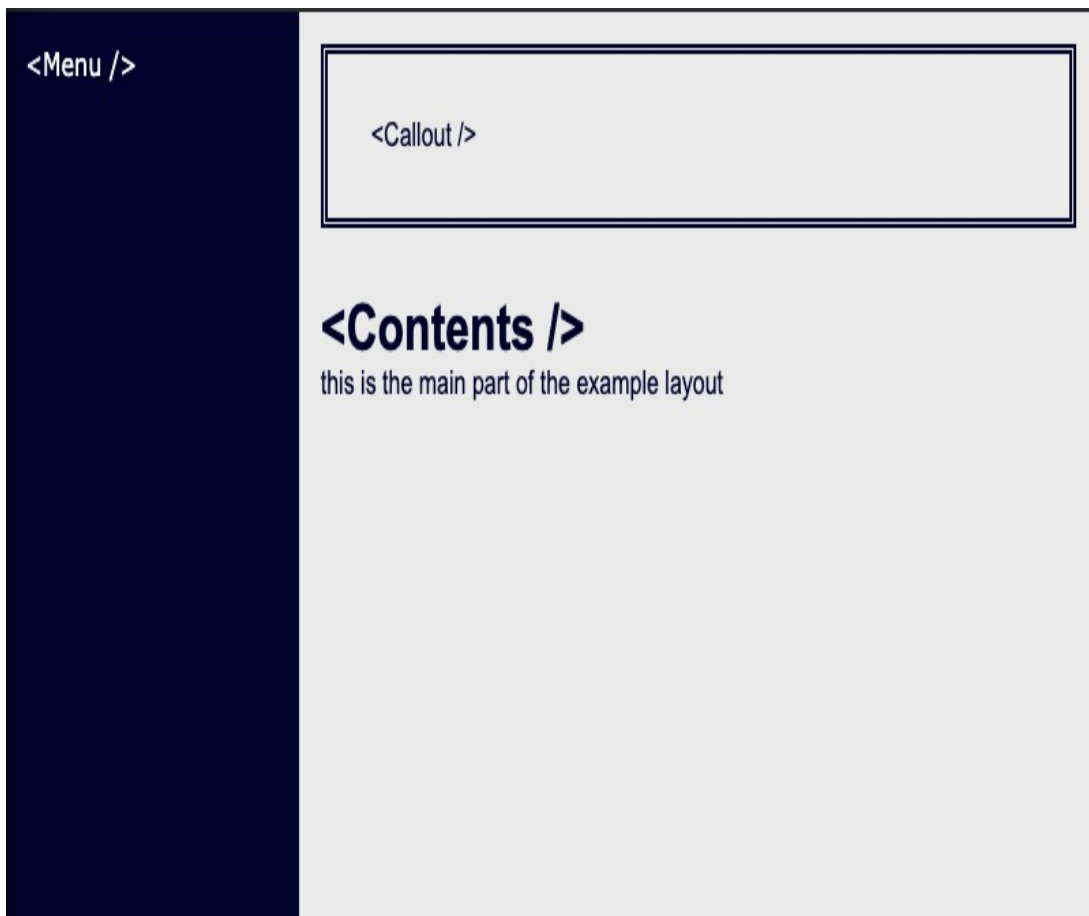 <Menu />
<Callout />
<Contents />
this is the main part of the example layout